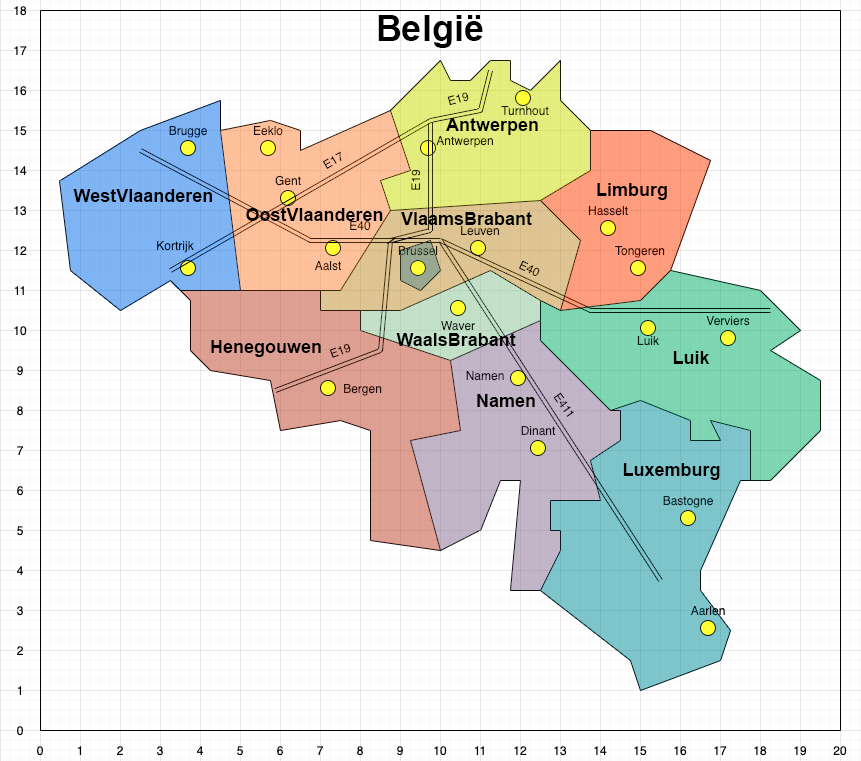 België
18
17
16
15
14
13
12
11
10
9
8
7
6
5
4
3
2
1
0
E19
Turnhout
Antwerpen
Brugge
Eeklo
Antwerpen
E17
E19
Gent
WestVlaanderen
OostVlaanderen
VlaamsBrabant
Limburg
Hasselt
E40
Leuven
Kortrijk
Aalst
Brussel
Tongeren
E40
Waver
WaalsBrabant
Verviers
Luik
Luik
Henegouwen
E19
Bergen
Namen
Namen
E411
Dinant
Luxemburg
Bastogne
Aarlen
0 1 2 3 4 5 6 7 8 9 10 11 12 13 14 15 16 17 18 19 20